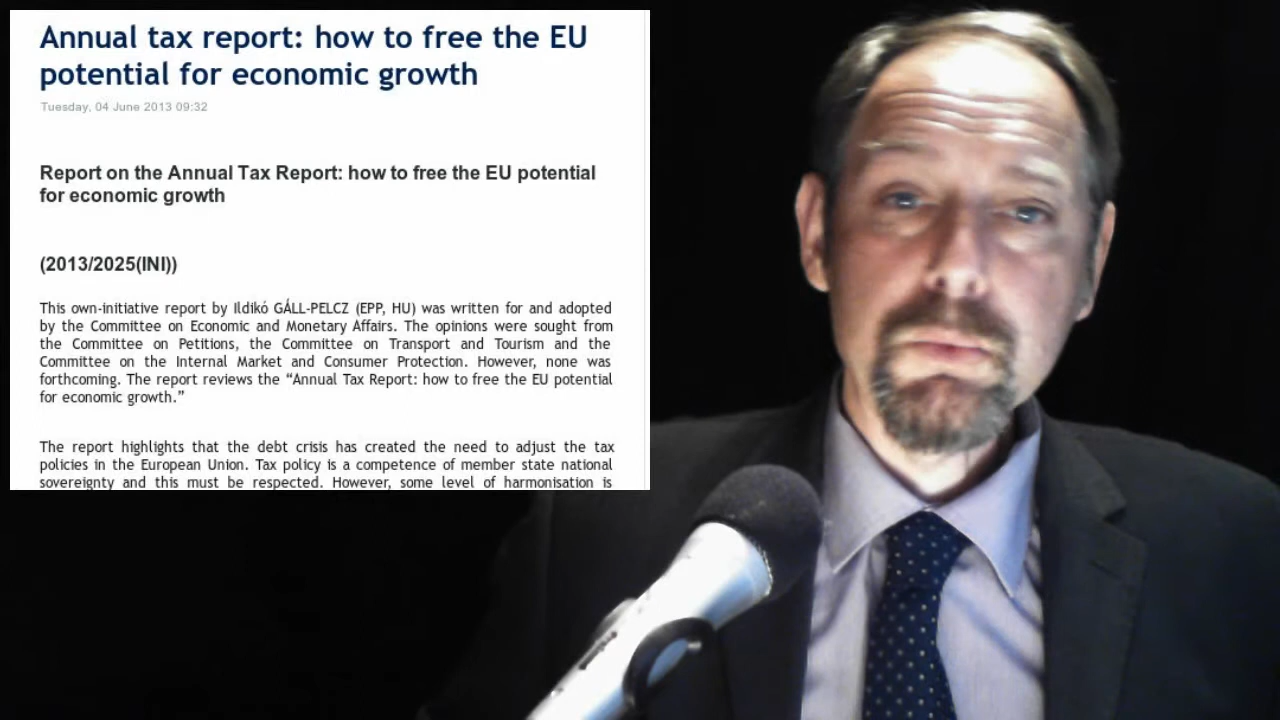 Annual tax report: how to free the EU
potential for economic growth
Tuesday, 04 June 2013 09:32
Report on the Annual Tax Report: how to free the EU potential
for economic growth
(2013/2025(INI))
This own-initiative report by Ildikó GÁLL-PELCZ (EPP, HU) was written for and adopted
by the Committee on Economic and Monetary Affairs. The opinions were sought from
the Committee on Petitions, the Committee on Transport and Tourism and the
Committee on the Internal Market and Consumer Protection. However, none was
forthcoming. The report reviews the “Annual Tax Report: how to free the EU potential
for economic growth.”
The report highlights that the debt crisis has created the need to adjust the tax
policies in the European Union. Tax policy is a competence of member state national
sovereignty and this must be respected. However, some level of harmonisation is